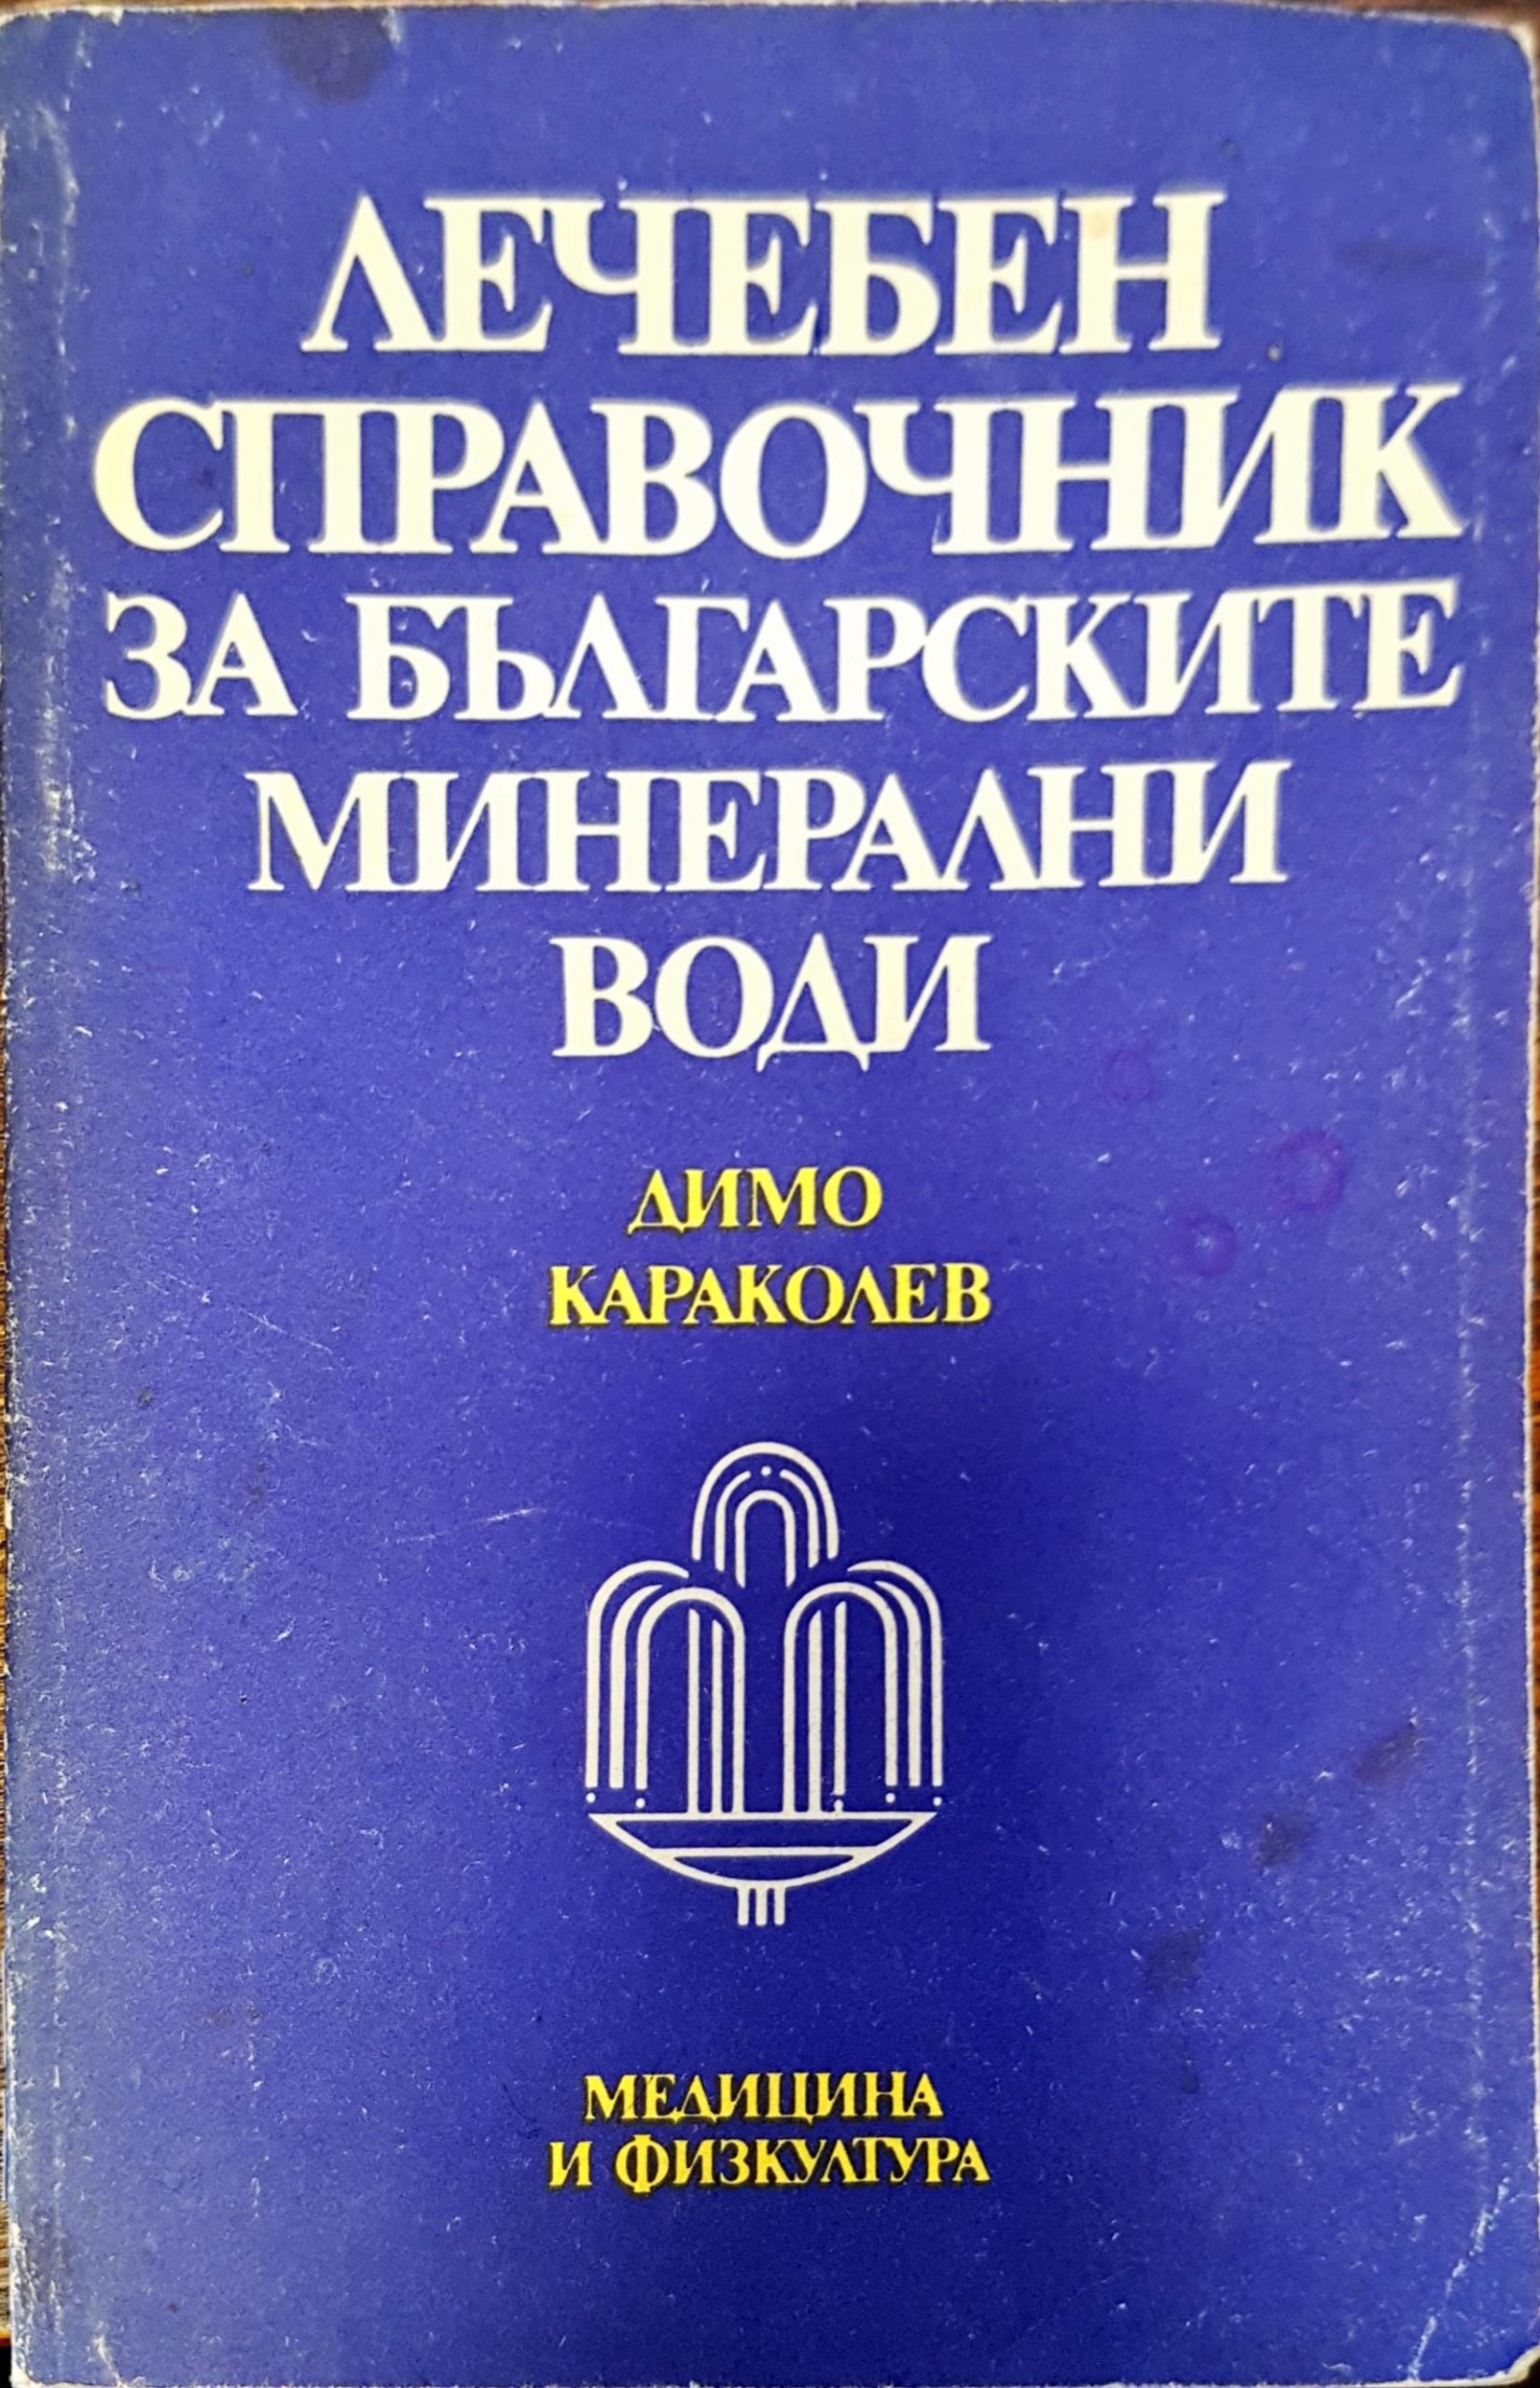 ЛЕЧЕБЕН
СПРАВОЧНИК
ЗА БЪЛГАРСКИТЕ
МИНЕРАЛНИ
ВОДИ
ДИМО
КАРАКОЛЕВ
МЕДИЦИНА
И ФИЗКУЛТУРА